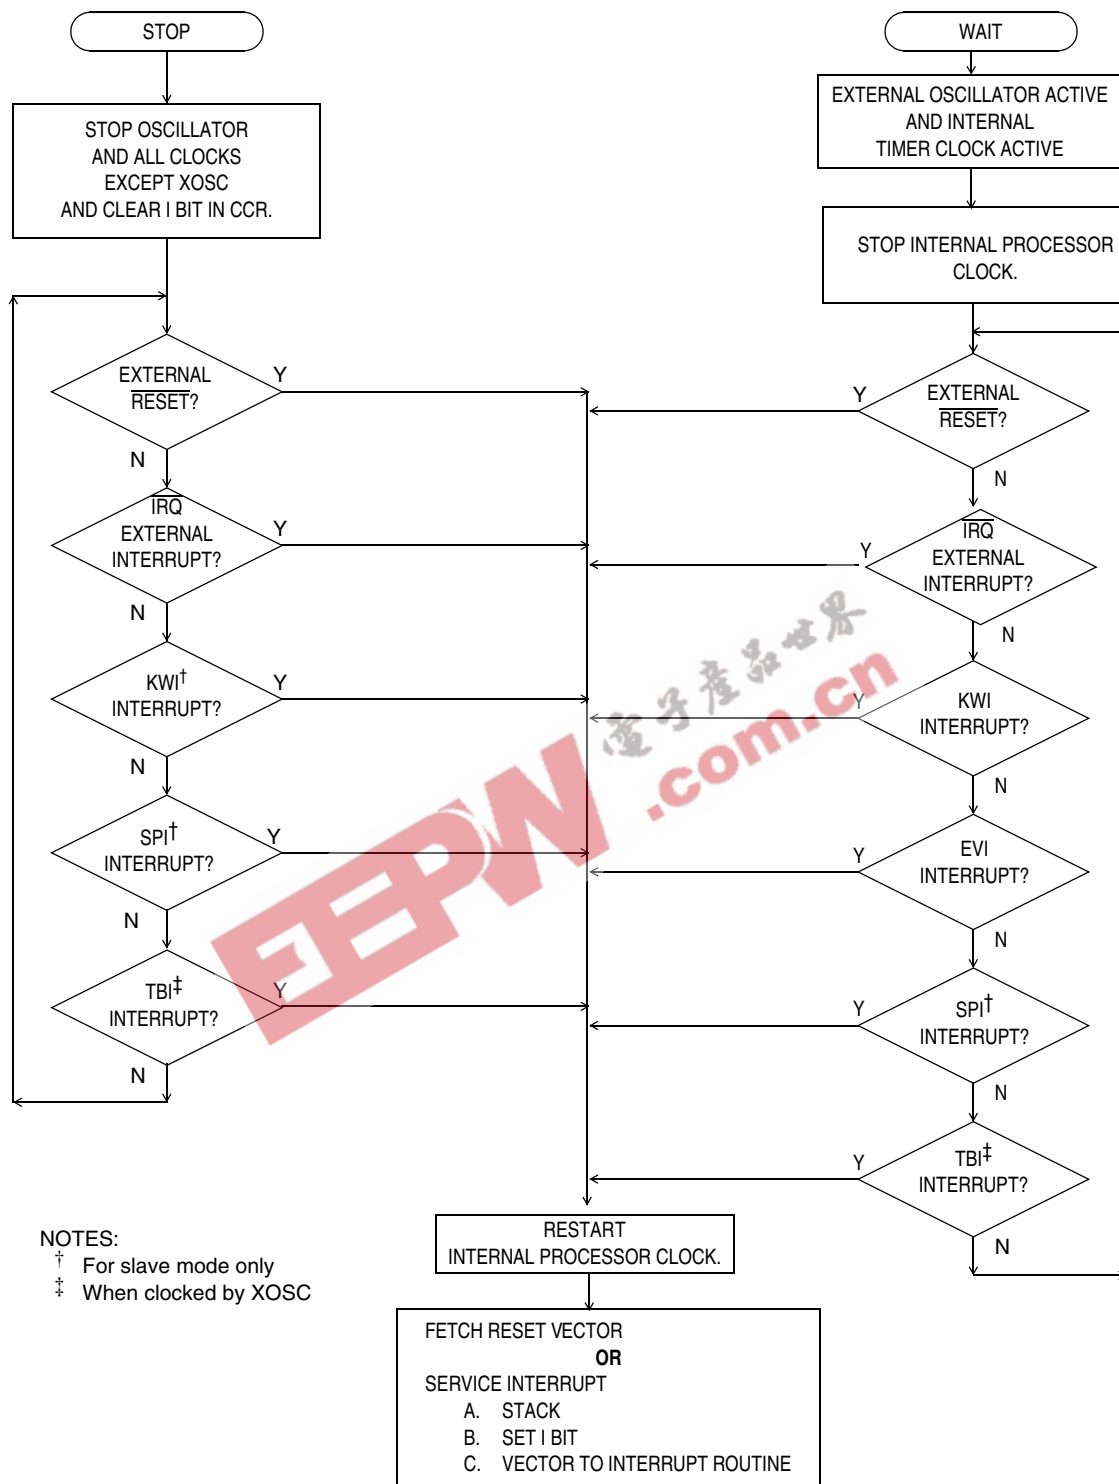 STOP
STOP OSCILLATOR
AND ALL CLOCKS
EXCEPT XOSC
AND CLEAR I BIT IN CCR.
EXTERNAL
RESET?
Y
N
IRQ
EXTERNAL
INTERRUPT?
Y
N
KWI†
INTERRUPT?
Y
N
SPI†
INTERRUPT?
Y
N
TBI‡
INTERRUPT?
Y
N
WAIT
EXTERNAL OSCILLATOR ACTIVE
AND INTERNAL
TIMER CLOCK ACTIVE
STOP INTERNAL PROCESSOR
CLOCK.
Y
EXTERNAL
RESET?
N
Y
IRQ
EXTERNAL
INTERRUPT?
N
Y
KWI
INTERRUPT?
N
Y
EVI
INTERRUPT?
N
Y
SPI†
INTERRUPT?
N
Y
TBI‡
INTERRUPT?
N
RESTART
INTERNAL PROCESSOR CLOCK.
FETCH RESET VECTOR
OR
SERVICE INTERRUPT
A. STACK
B. SET I BIT
C. VECTOR TO INTERRUPT ROUTINE
NOTES:
† For slave mode only
‡ When clocked by XOSC
EEPW
電子產品世界
.com.cn